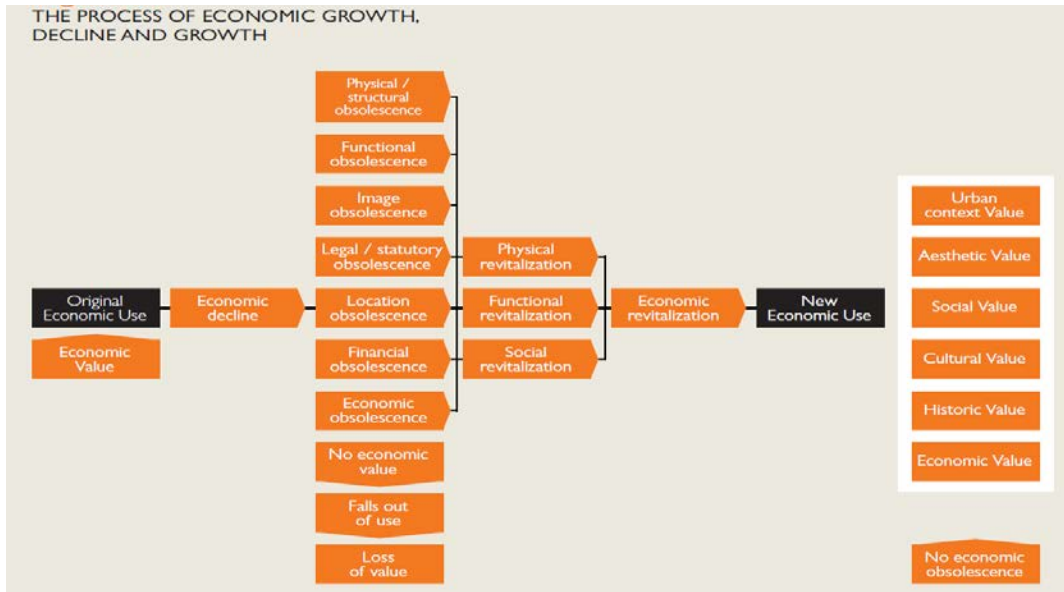 THE PROCESS OF ECONOMIC GROWTH,
DECLINE AND GROWTH
Original
Economic Use
Economic
Value
Economic
decline
Physical /
structural
obsolescence
Functional
obsolescence
Image
obsolescence
Legal / statutory
obsolescence
Location
obsolescence
Financial
obsolescence
Economic
obsolescence
No economic
value
Falls out
of use
Loss
of value
Physical
revitalization
Functional
revitalization
Social
revitalization
Economic
revitalization
New
Economic Use
Urban
context Value
Aesthetic Value
Social Value
Cultural Value
Historic Value
Economic Value
No economic
obsolescence